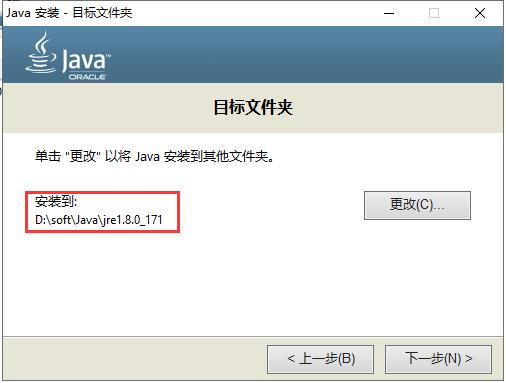 Java 安装 - 目标文件夹
Java™
ORACLE
目标文件夹
单击 "更改" 以将 Java 安装到其他文件夹。
安装到:
D:\soft\Java\jre1.8.0_171
更改(C)...
< 上一步(B)
下一步(N) >